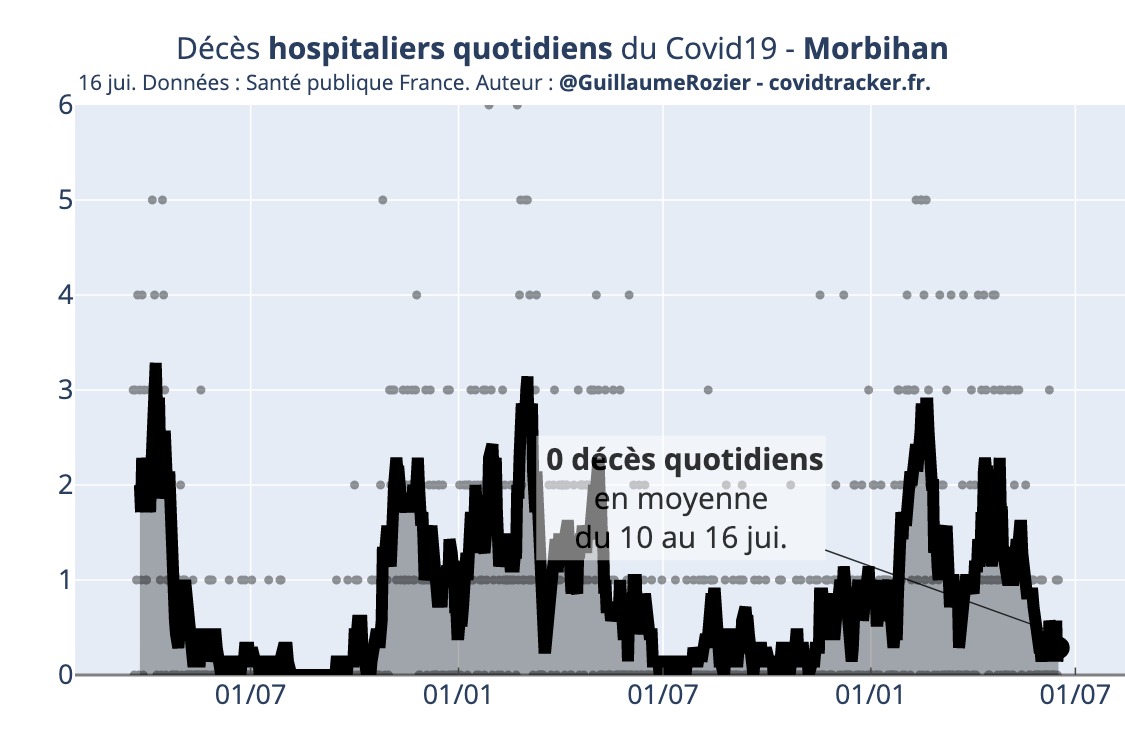 Décès hospitaliers quotidiens du Covid19 - Morbihan
16 jui. Données : Santé publique France. Auteur : @GuillaumeRozier - covidtracker.fr.
6
5
4
3
2
1
0
0 décès quotidiens
en moyenne
du 10 au 16 jui.
01/07 01/01 01/07 01/01 01/07